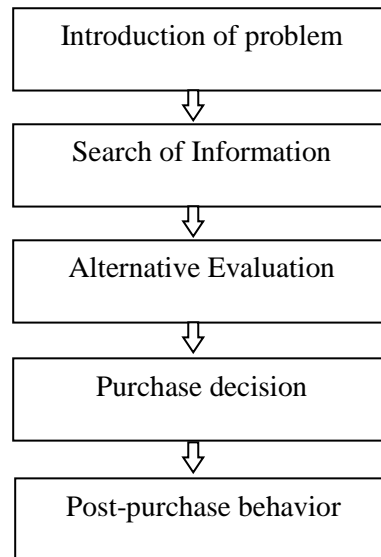 Introduction of problem
Search of Information
Alternative Evaluation
Purchase decision
Post-purchase behavior